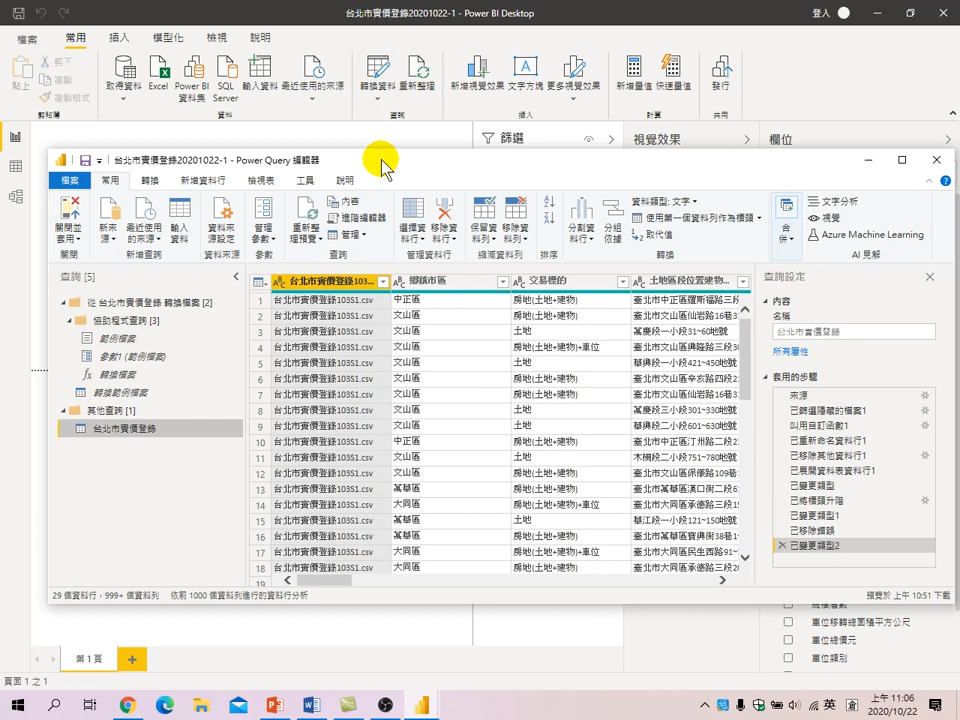 台北市實價登錄20201022-1 - Power BI Desktop
登入
檔案 常用 插入 模型化 檢視 說明
貼上 剪下 複製 複製格式
取得資料 Excel Power BI 資料集 SQL Server 輸入資料 最近使用的來源
轉換資料 重新整理
新增視覺效果 文字方塊 更多視覺效果
新增量值 快速量值
發行
剪貼簿 資料 查詢 插入 計算 共用
篩選 視覺效果 欄位
台北市實價登錄20201022-1 - Power Query 編輯器
檔案 常用 轉換 新增資料行 檢視表 工具 說明
關閉並套用 新來源 最近使用的來源 輸入資料 資料來源設定 管理參數 重新整理預覽
內容
進階編輯器
管理
選擇資料行 移除資料行 保留資料列 移除資料列
分割資料行 分組依據
資料類型: 文字
使用第一個資料列作為標頭
取代值
合併
文字分析
視覺
Azure Machine Learning
關閉 新增查詢 資料來源 參數 查詢 管理資料行 縮減資料列 排序 轉換 AI 見解
查詢 [5]
從 台北市實價登錄 轉換檔案 [2]
協助程式查詢 [3]
範例檔案
參數1 (範例檔案)
fx 轉換檔案
轉換範例檔案
其他查詢 [1]
台北市實價登錄
台北市實價登錄103... 鄉鎮市區 交易標的 土地區段位置建物...
1 台北市實價登錄103S1.csv 中正區 房地(土地+建物) 臺北市中正區羅斯福路三段
2 台北市實價登錄103S1.csv 文山區 房地(土地+建物) 臺北市文山區仙岩路16巷3
3 台北市實價登錄103S1.csv 文山區 土地 萬慶段一小段31~60地號
4 台北市實價登錄103S1.csv 文山區 房地(土地+建物)+車位 臺北市文山區興隆路三段30
5 台北市實價登錄103S1.csv 文山區 土地 華興段一小段421~450地號
6 台北市實價登錄103S1.csv 文山區 房地(土地+建物) 臺北市文山區辛亥路四段2
7 台北市實價登錄103S1.csv 文山區 房地(土地+建物) 臺北市文山區仙岩路16巷
8 台北市實價登錄103S1.csv 文山區 土地 萬慶段三小段301~330地號
9 台北市實價登錄103S1.csv 文山區 土地 華興段二小段601~630地號
10 台北市實價登錄103S1.csv 中正區 房地(土地+建物) 臺北市中正區汀州路二段
11 台北市實價登錄103S1.csv 文山區 土地 木柵段二小段751~780地號
12 台北市實價登錄103S1.csv 文山區 房地(土地+建物) 臺北市文山區保儀路109巷
13 台北市實價登錄103S1.csv 萬華區 房地(土地+建物) 臺北市萬華區漢口街二段6
14 台北市實價登錄103S1.csv 大同區 房地(土地+建物)+車位 臺北市大同區承德路三段
15 台北市實價登錄103S1.csv 萬華區 土地 華江段一小段121~150地號
16 台北市實價登錄103S1.csv 萬華區 房地(土地+建物) 臺北市萬華區寶興街38巷1
17 台北市實價登錄103S1.csv 大同區 房地(土地+建物)+車位 臺北市大同區民生西路91~
18 台北市實價登錄103S1.csv 大同區 房地(土地+建物) 臺北市大同區承德路三段20
19
查詢設定
內容
名稱
台北市實價登錄
所有屬性
套用的步驟
來源
已篩選隱藏的檔案1
叫用自訂函數1
已重新命名資料行1
已移除其他資料行1
已展開資料表資料行1
已變更類型
已將標頭升階
已變更類型1
已移除錯誤
已變更類型2
29 個資料行，999+ 個資料列 依前 1000 個資料列進行的資料行分析
預覽於 上午 10:51 下載
總樓層數
車位移轉總面積平方公尺
車位總價元
車位類別
第 1 頁
頁面 1 之 1
英
上午 11:06
2020/10/22